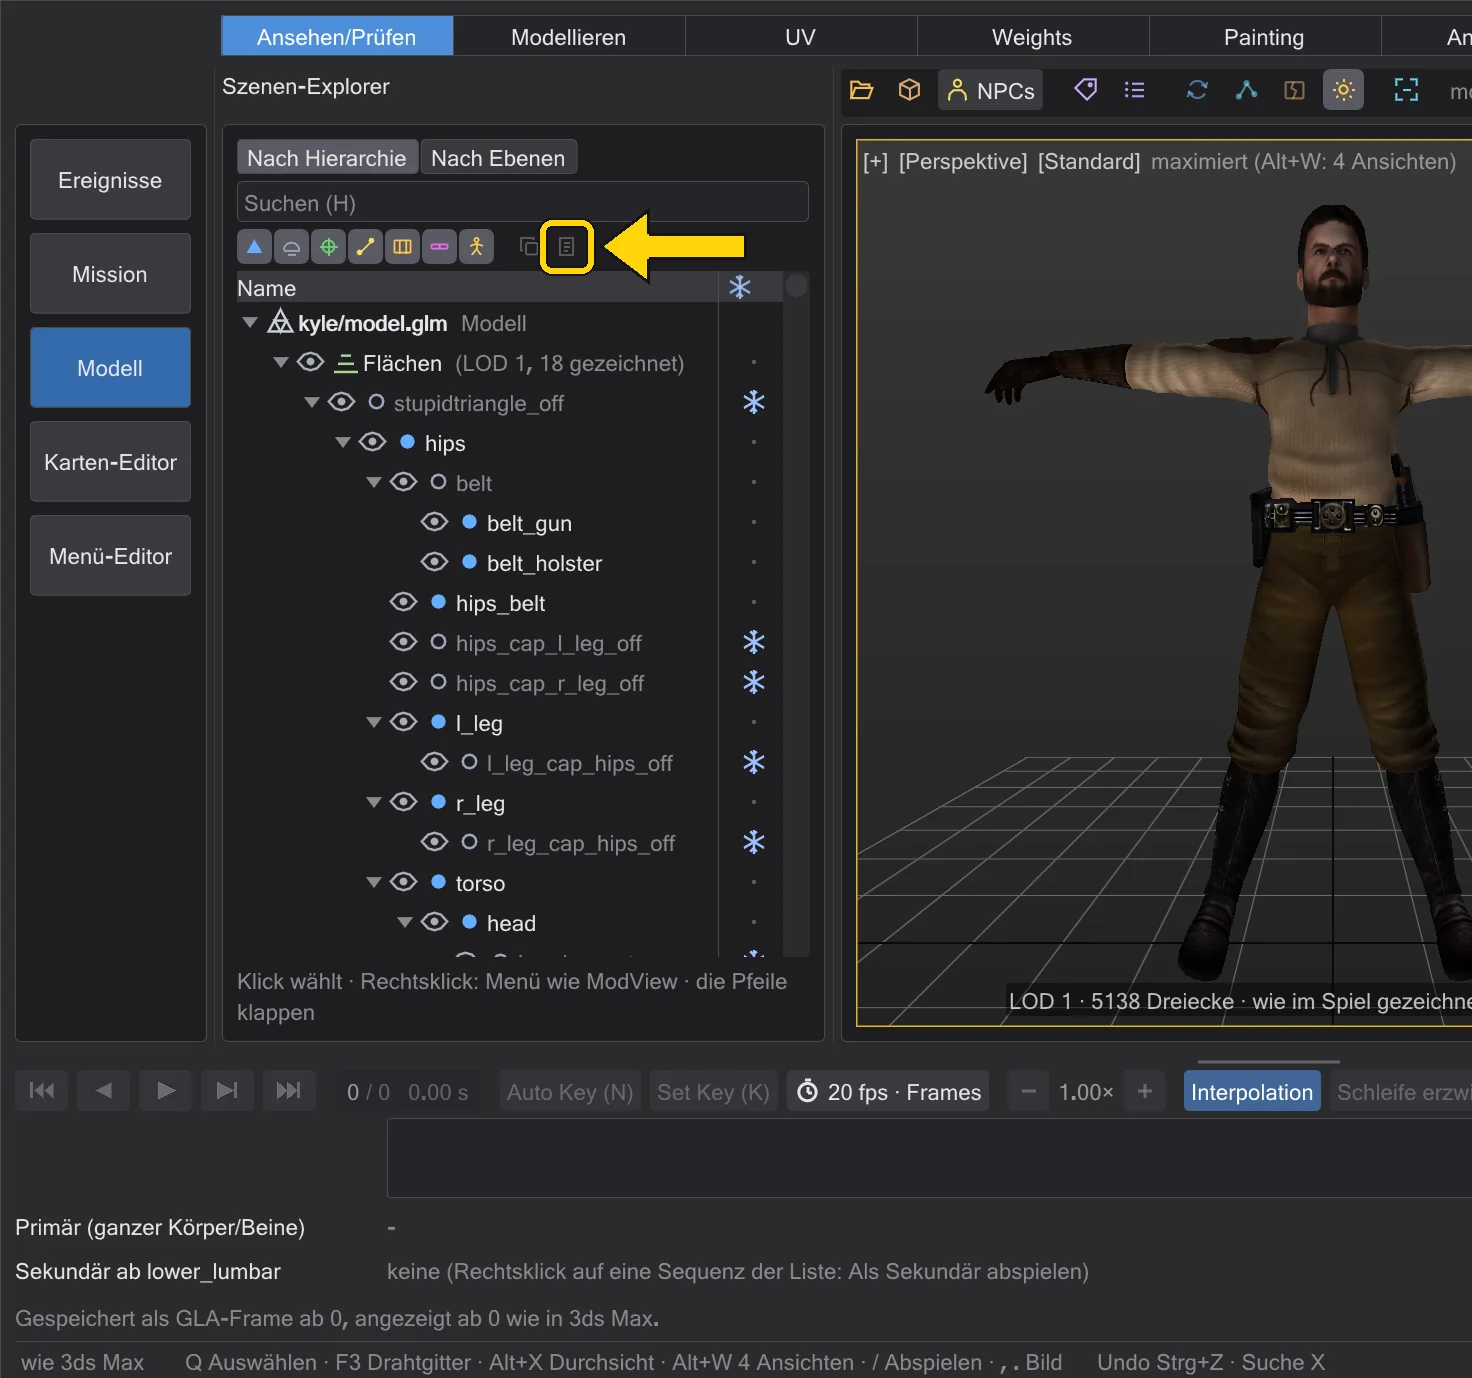 Ansehen/Prüfen
Modellieren
UV
Weights
Painting
Szenen-Explorer
NPCs
Ereignisse
Mission
Modell
Karten-Editor
Menü-Editor
Nach Hierarchie
Nach Ebenen
Suchen (H)
Name
kyle/model.glm Modell
Flächen (LOD 1, 18 gezeichnet)
stupidtriangle_off
hips
belt
belt_gun
belt_holster
hips_belt
hips_cap_l_leg_off
hips_cap_r_leg_off
l_leg
l_leg_cap_hips_off
r_leg
r_leg_cap_hips_off
torso
head
Klick wählt · Rechtsklick: Menü wie ModView · die Pfeile
klappen
[+] [Perspektive] [Standard] maximiert (Alt+W: 4 Ansichten)
LOD 1 · 5138 Dreiecke · wie im Spiel
0 / 0 0.00 s
Auto Key (N)
Set Key (K)
20 fps · Frames
− 1.00× +
Interpolation
Schleife
Primär (ganzer Körper/Beine) -
Sekundär ab lower_lumbar keine (Rechtsklick auf eine Sequenz der Liste: Als Sekundär abspielen)
Gespeichert als GLA-Frame ab 0, angezeigt ab 0 wie in 3ds Max.
wie 3ds Max Q Auswählen · F3 Drahtgitter · Alt+X Durchsicht · Alt+W 4 Ansichten · / Abspielen · , . Bild Undo Strg+Z · Suche X